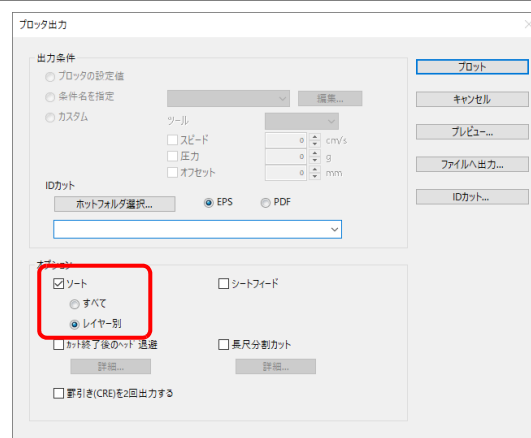 プロッタ出力
出力条件
プロッタの設定値
条件名を指定
編集...
カスタム
ツール
スピード
0
cm/s
圧力
0
g
オフセット
0
mm
IDカット
ホットフォルダ選択...
EPS
PDF
プロット
キャンセル
プレビュー...
ファイルへ出力...
IDカット...
オプション
ソート
シートフィード
すべて
レイヤー別
カット終了後のヘッド退避
長尺分割カット
詳細...
詳細...
罫引き(CRE)を2回出力する